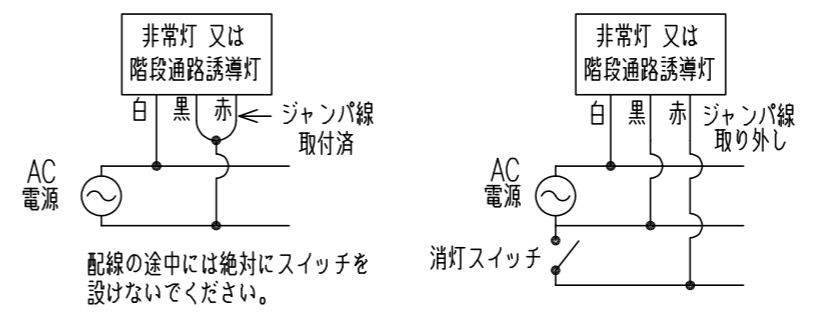 非常灯 又は
階段通路誘導灯
白 黒 赤
ジャンパ線
取付済
AC
電源
配線の途中には絶対にスイッチを
設けないでください。
非常灯 又は
階段通路誘導灯
白 黒 赤
ジャンパ線
取り外し
AC
電源
消灯スイッチ